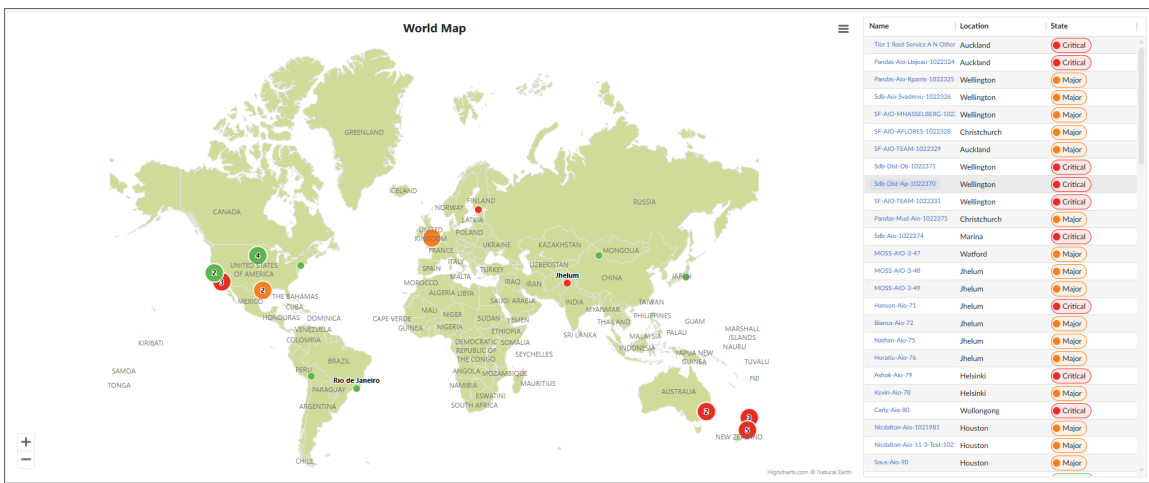 World Map
GREENLAND
ICELAND
FINLAND
NORWAY
RUSSIA
LATVIA
CANADA
UNITED
KINGDOM
POLAND
FRANCE
UKRAINE
KAZAKHSTAN
MONGOLIA
4
ITALY
UNITED STATES
OF AMERICA
2
3
SPAIN
TURKEY
UZBEKISTAN
Jhelum
CHINA
JAPAN
MALTA
MOROCCO
IRAQ
IRAN
2
MEXICO
THE BAHAMAS
CUBA
ALGERIA
LIBYA
SAUDI ARABIA
INDIA
TAIWAN
HONDURAS
DOMINICA
CAPE VERDE
MALI
NIGER
SUDAN
YEMEN
MYANMAR
THAILAND
PHILIPPINES
GUAM
VENEZUELA
COLOMBIA
GUINEA
NIGERIA
ETHIOPIA
SRI LANKA
MALAYSIA
PALAU
MARSHALL
ISLANDS
KIRIBATI
DEMOCRATIC
REPUBLIC OF
THE CONGO
SOMALIA
SEYCHELLES
INDONESIA
NAURU
PAPUA NEW
GUINEA
TUVALU
BRAZIL
PERU
SAMOA
ANGOLA
MOZAMBIQUE
MAURITIUS
FIJI
TONGA
Rio de Janeiro
PARAGUAY
NAMIBIA
ESWATINI
AUSTRALIA
ARGENTINA
SOUTH AFRICA
2
3
5
NEW ZEALAND
CHILE
+
−
Highcharts.com © Natural Earth
Name Location State
Tier 1 Root Service A N Other Auckland Critical
Pandas-Aio-Lbijeau-1022324 Auckland Critical
Pandas-Aio-Rparris-1022325 Wellington Major
Sdb-Aio-Svadrevu-1022326 Wellington Major
SF-AIO-MHASSELBERG-102 Wellington Major
SF-AIO-AFLORES-1022328 Christchurch Major
SF-AIO-TEAM-1022329 Auckland Major
Sdb-Oist-Ob-1022371 Wellington Critical
Sdb-Oist-Ap-1022370 Wellington Critical
SF-AIO-TEAM-1022331 Wellington Critical
Pandas-Mud-Aio-1022375 Christchurch Major
Sdb-Aio-1022374 Marina Critical
MOSS-AIO-3-47 Watford Major
MOSS-AIO-3-48 Jhelum Major
MOSS-AIO-3-49 Jhelum Major
Hanson-Aio-71 Jhelum Critical
Bianca-Aio-72 Jhelum Major
Nathan-Aio-75 Jhelum Major
Horatiu-Aio-76 Jhelum Major
Ashok-Aio-79 Helsinki Critical
Kevin-Aio-78 Helsinki Major
Carly-Aio-80 Wollongong Critical
Nicdalton-Aio-1021981 Houston Major
Nicdalton-Aio-11-3-Test-102 Houston Major
Sous-Aio-90 Houston Major